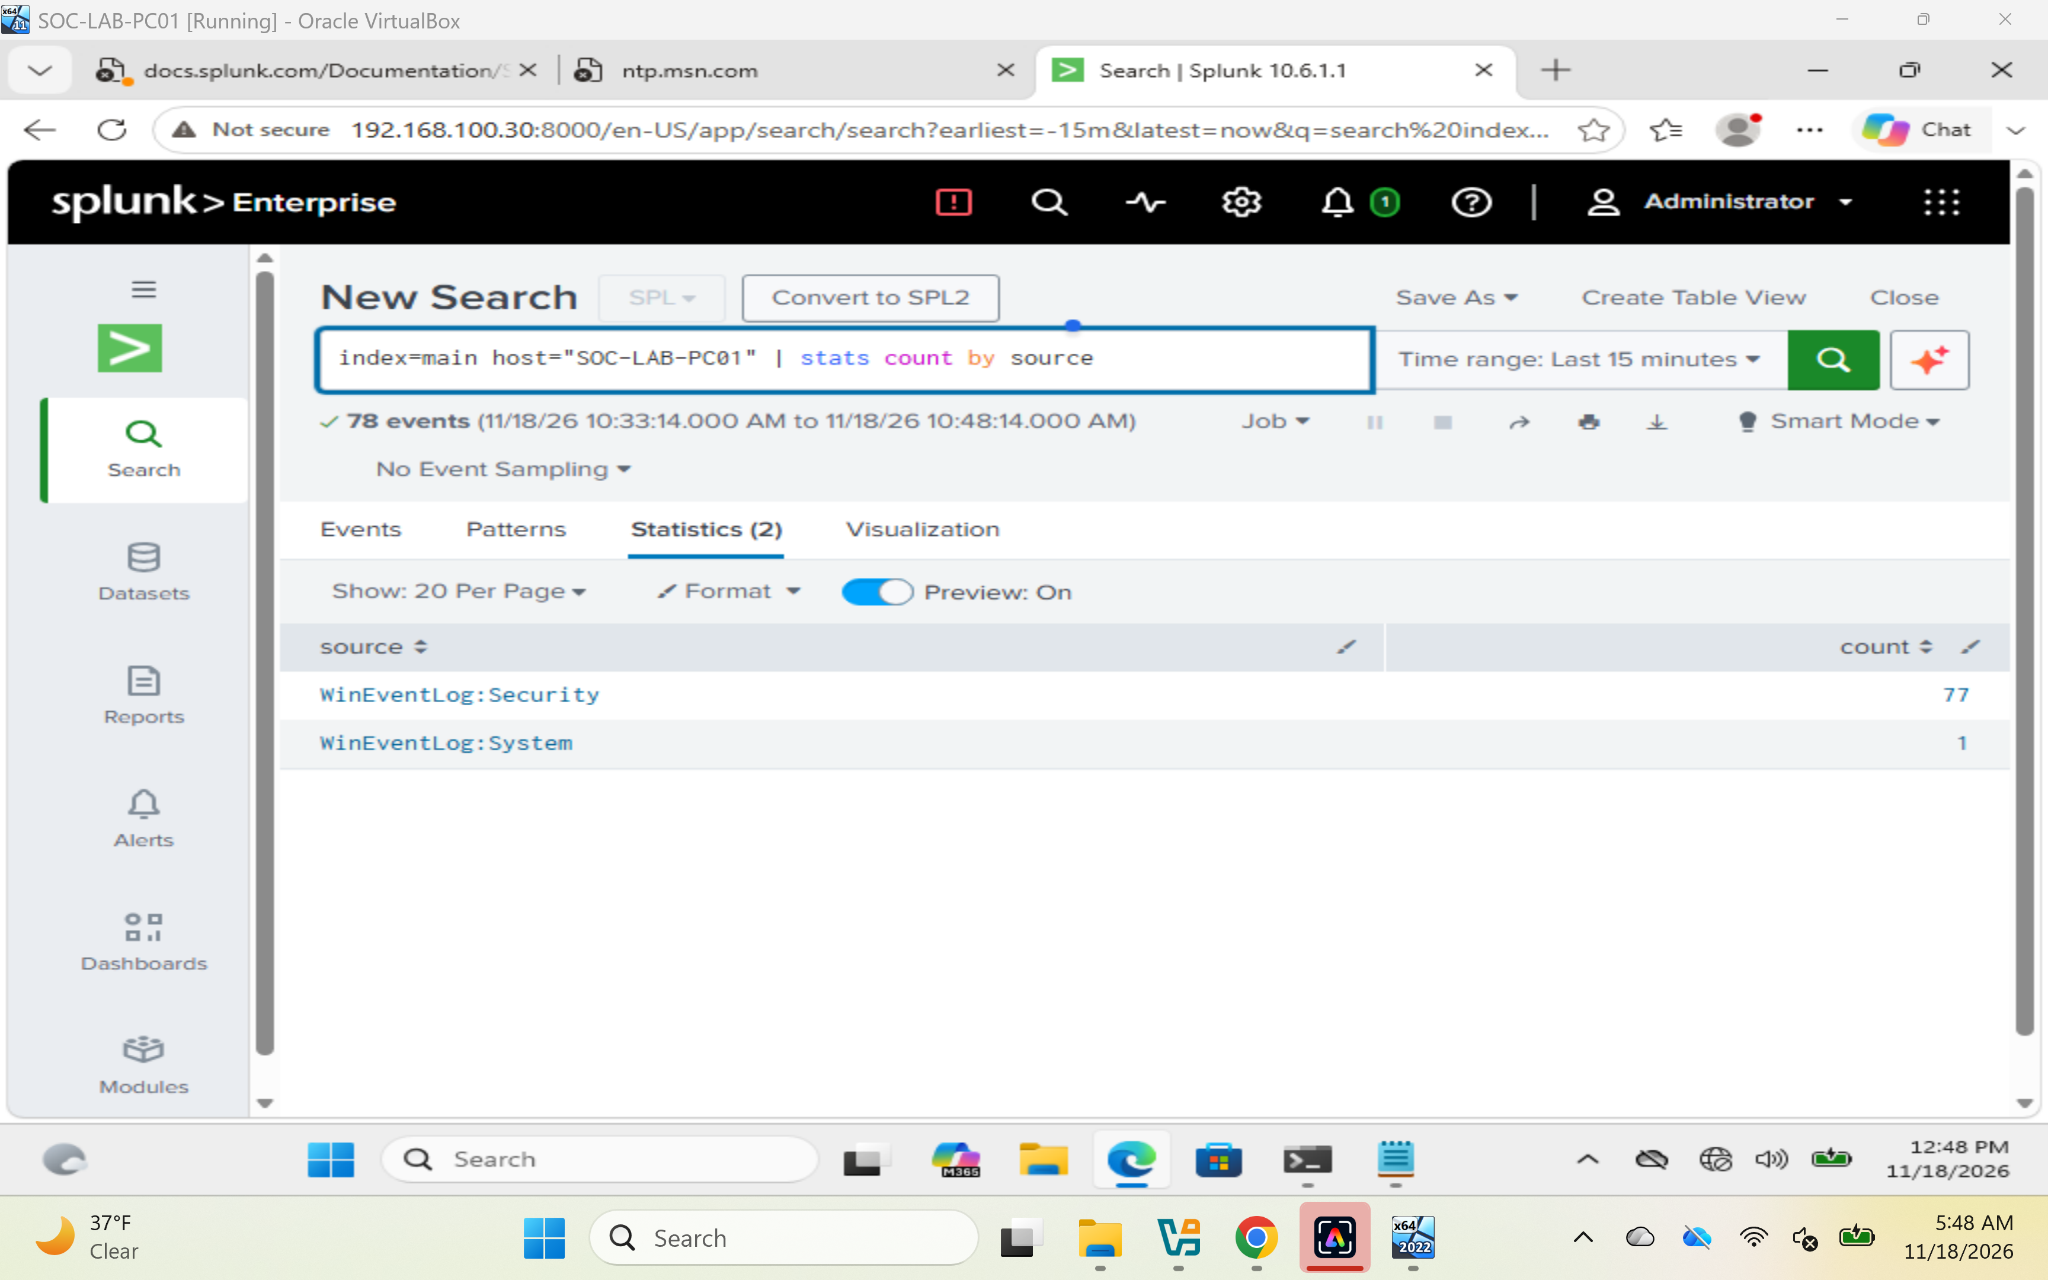 SOC-LAB-PC01 [Running] - Oracle VirtualBox
docs.splunk.com/Documentation/
ntp.msn.com
Search | Splunk 10.6.1.1
Not secure 192.168.100.30:8000/en-US/app/search/search?earliest=-15m&latest=now&q=search%20index...
Chat
splunk> Enterprise
1
Administrator
New Search
SPL
Convert to SPL2
Save As
Create Table View
Close
index=main host="SOC-LAB-PC01" | stats count by source
Time range: Last 15 minutes
78 events (11/18/26 10:33:14.000 AM to 11/18/26 10:48:14.000 AM)
Job
Smart Mode
No Event Sampling
Search
Datasets
Reports
Alerts
Dashboards
Modules
Events
Patterns
Statistics (2)
Visualization
Show: 20 Per Page
Format
Preview: On
source
count
WinEventLog:Security 77
WinEventLog:System 1
Search
M365
12:48 PM
11/18/2026
37°F
Clear
Search
x64
2022
5:48 AM
11/18/2026